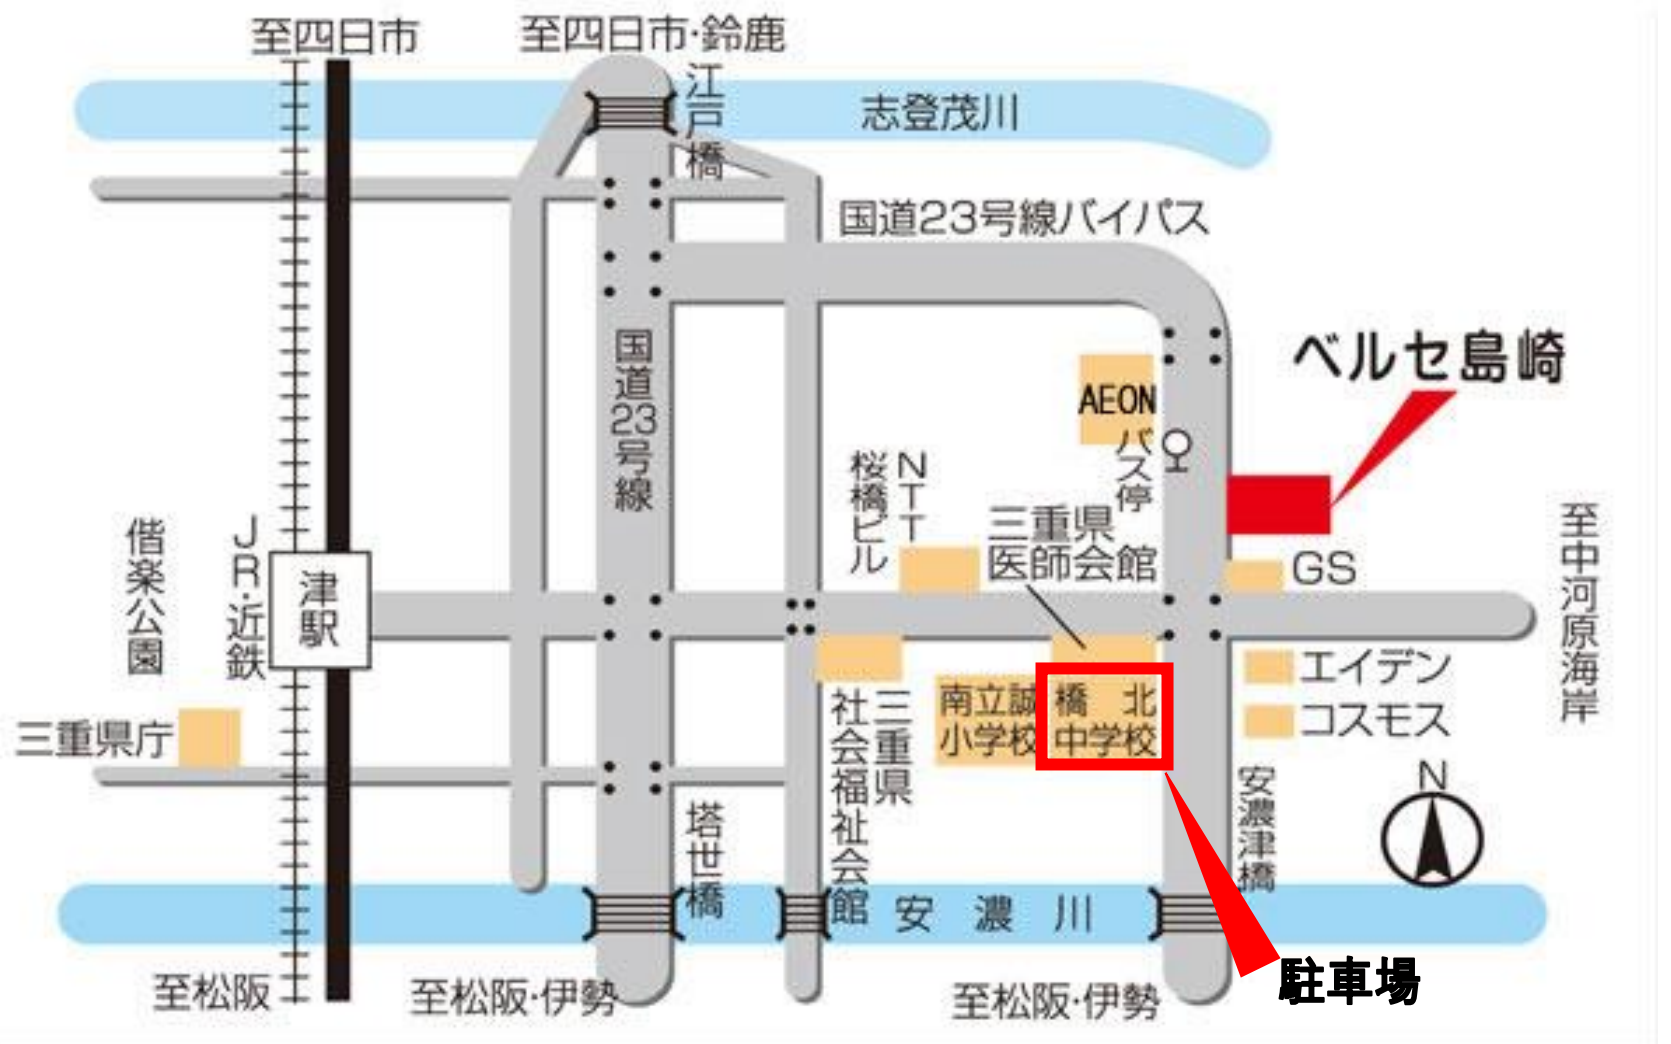 至四日市
至四日市・鈴鹿
江戸橋
志登茂川
国道23号線バイパス
国道23号線
ベルセ島崎
AEON
バス停
NTT
桜橋ビル
三重県
医師会館
GS
至中河原海岸
偕楽公園
JR・近鉄
津駅
エイデン
コスモス
三重県庁
三重県
社会福祉会館
南立誠
小学校
橋 北
中学校
N
塔世橋
安濃津橋
安濃川
至松阪
至松阪・伊勢
至松阪・伊勢
駐車場